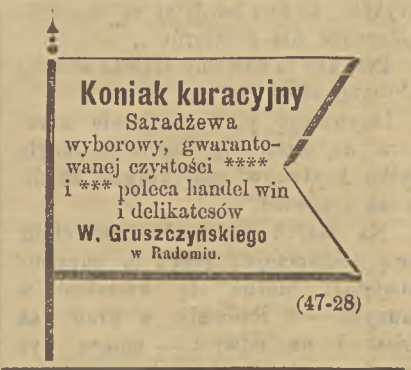 Koniak kuracyjny
Saradżewa
wyborowy, gwaranto-
wanej czystości ****
i *** poleca handel win
i delikatesów
W. Gruszczyńskiego
w Radomiu.
(47-28)